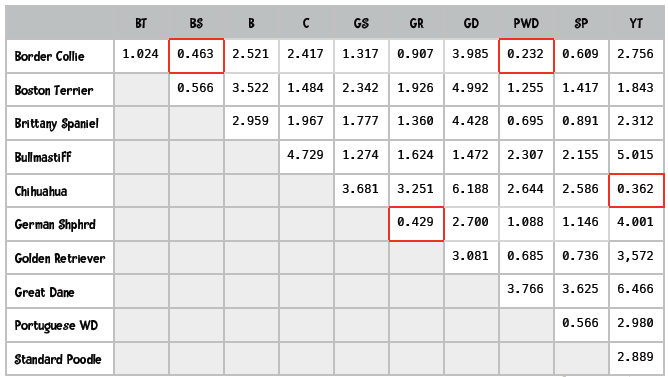 BT BS B C GS GR GD PWD SP YT
Border Collie 1.024 0.463 2.521 2.417 1.317 0.907 3.985 0.232 0.609 2.756
Boston Terrier 0.566 3.522 1.484 2.342 1.926 4.992 1.255 1.417 1.843
Brittany Spaniel 2.959 1.967 1.777 1.360 4.428 0.695 0.891 2.312
Bullmastiff 4.729 1.274 1.624 1.472 2.307 2.155 5.015
Chihuahua 3.681 3.251 6.188 2.644 2.586 0.362
German Shphrd 0.429 2.700 1.088 1.146 4.001
Golden Retriever 3.081 0.685 0.736 3,572
Great Dane 3.766 3.625 6.466
Portuguese WD 0.566 2.980
Standard Poodle 2.889